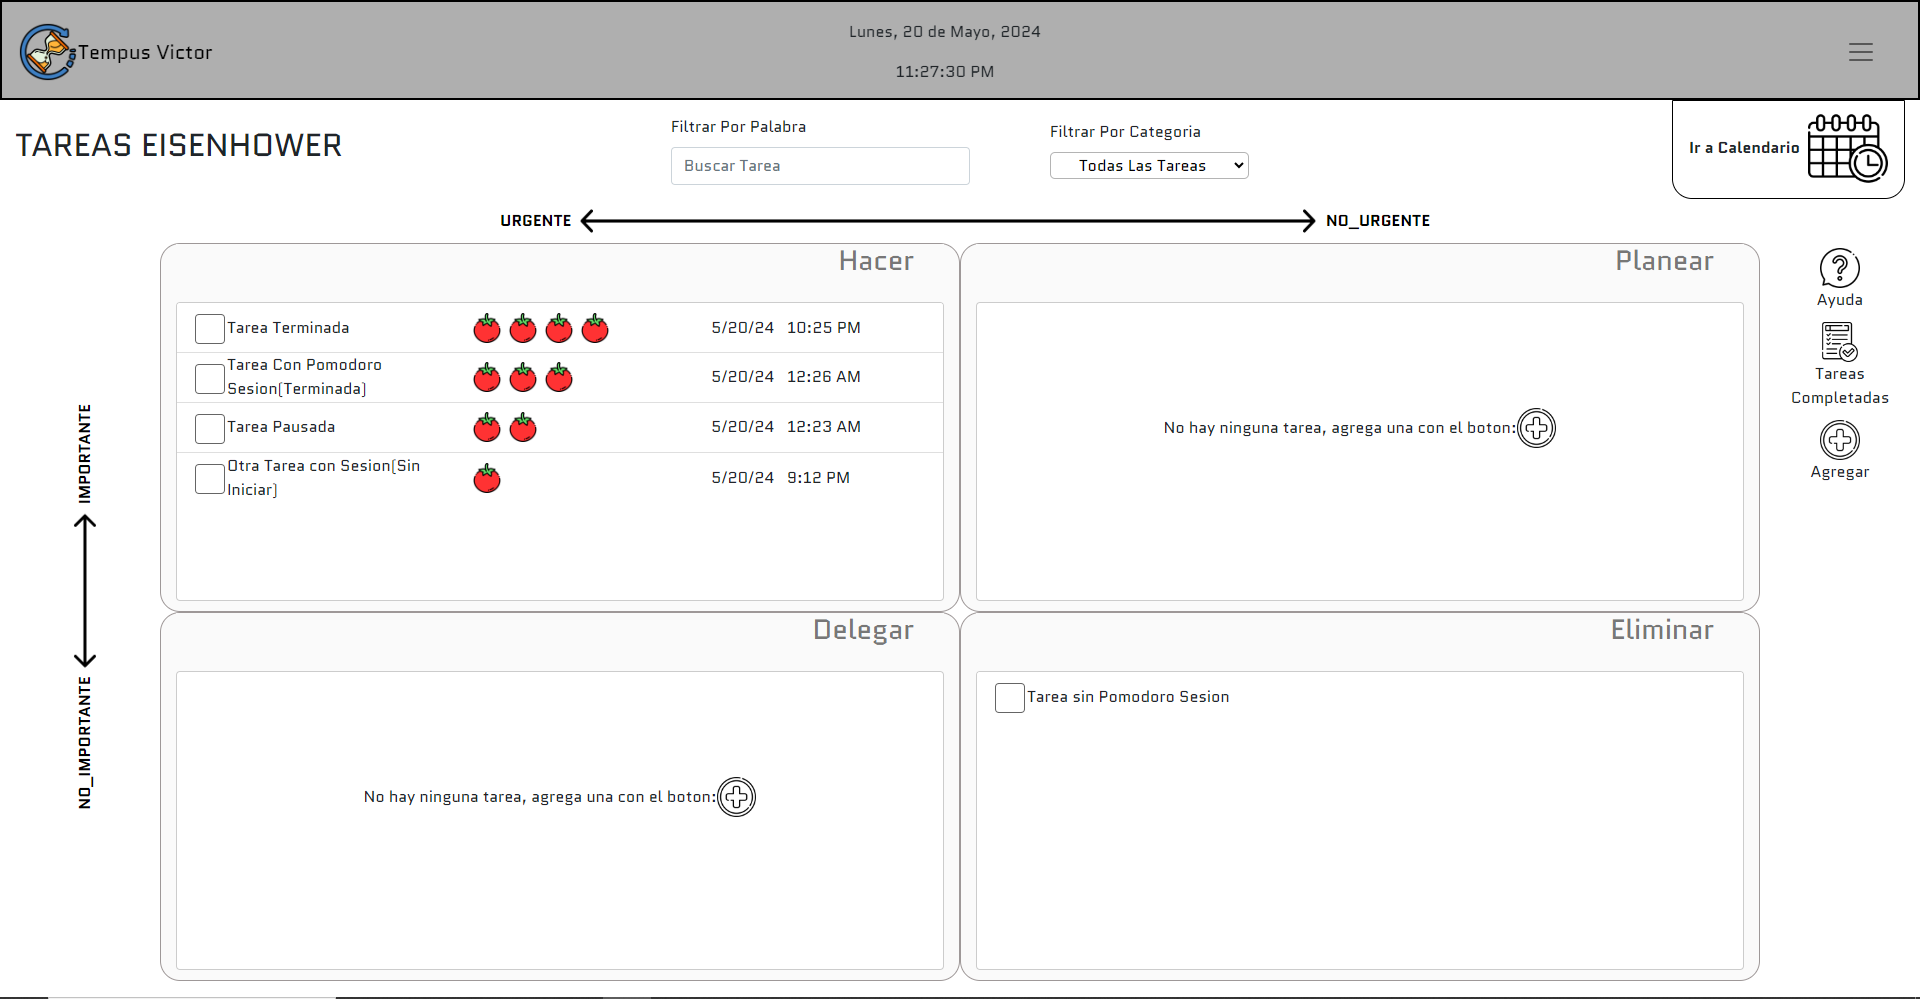 Tempus Victor
Lunes, 20 de Mayo, 2024
11:27:30 PM
TAREAS EISENHOWER
Filtrar Por Palabra
Buscar Tarea
Filtrar Por Categoria
Todas Las Tareas
Ir a Calendario
URGENTE
NO_URGENTE
IMPORTANTE
NO_IMPORTANTE
Hacer
Tarea Terminada 5/20/24 10:25 PM
Tarea Con Pomodoro
Sesion(Terminada) 5/20/24 12:26 AM
Tarea Pausada 5/20/24 12:23 AM
Otra Tarea con Sesion(Sin
Iniciar) 5/20/24 9:12 PM
Planear
No hay ninguna tarea, agrega una con el boton:
Delegar
No hay ninguna tarea, agrega una con el boton:
Eliminar
Tarea sin Pomodoro Sesion
Ayuda
Tareas
Completadas
Agregar